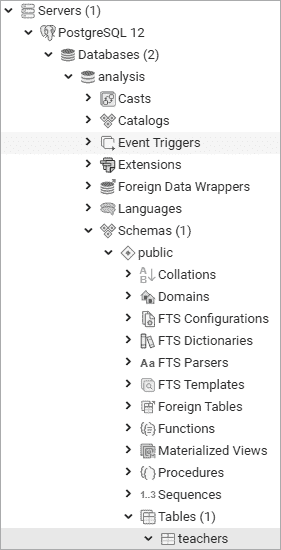 Servers (1)
PostgreSQL 12
Databases (2)
analysis
Casts
Catalogs
Event Triggers
Extensions
Foreign Data Wrappers
Languages
Schemas (1)
public
Collations
Domains
FTS Configurations
FTS Dictionaries
FTS Parsers
FTS Templates
Foreign Tables
Functions
Materialized Views
Procedures
1..3 Sequences
Tables (1)
teachers